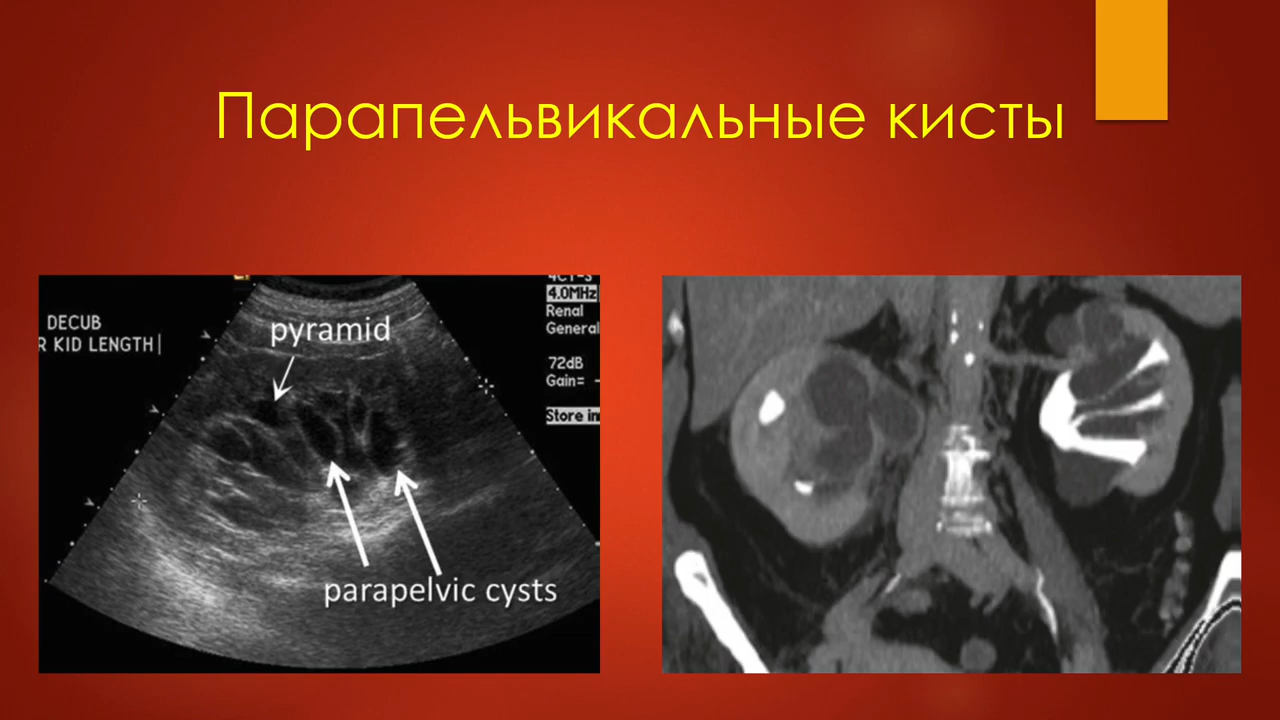 Парапельвикальные кисты
DECUB
R KID LENGTH
pyramid
parapelvic cysts
4.0MHz
Renal
General
72dB
Gain= -
Store in